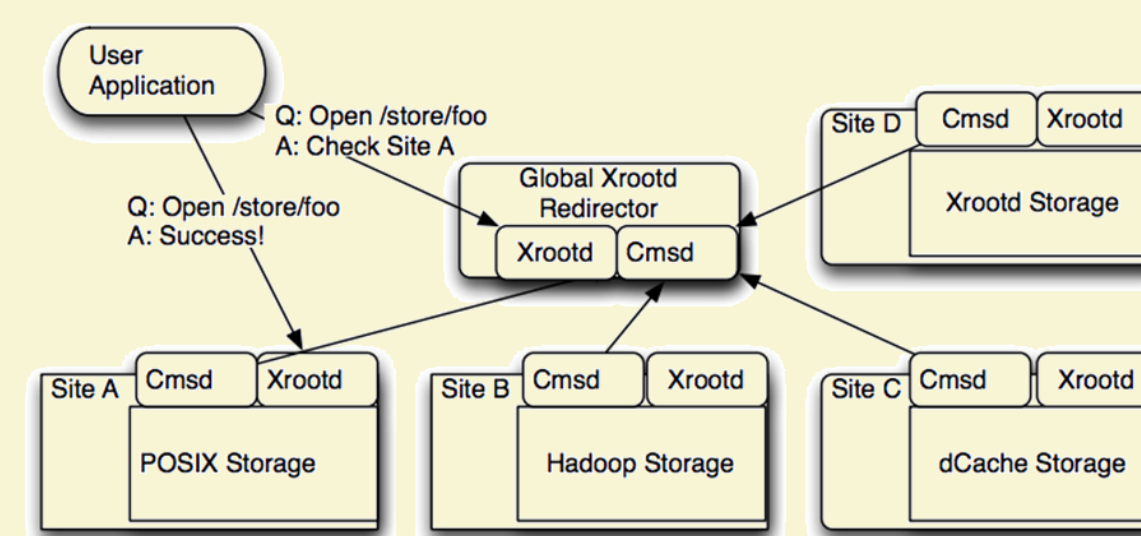 User
Application
Q: Open /store/foo
A: Check Site A
Q: Open /store/foo
A: Success!
Global Xrootd
Redirector
Xrootd
Cmsd
Site D
Cmsd
Xrootd
Xrootd Storage
Site A
Cmsd
Xrootd
POSIX Storage
Site B
Cmsd
Xrootd
Hadoop Storage
Site C
Cmsd
Xrootd
dCache Storage